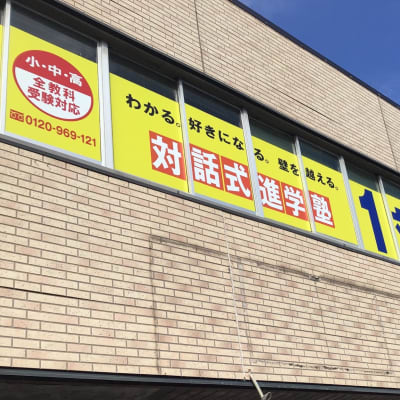 小・中・高
全教科
受験対応
0120-969-121
わかる。好きになる。壁を越える。
対話式進学塾
1